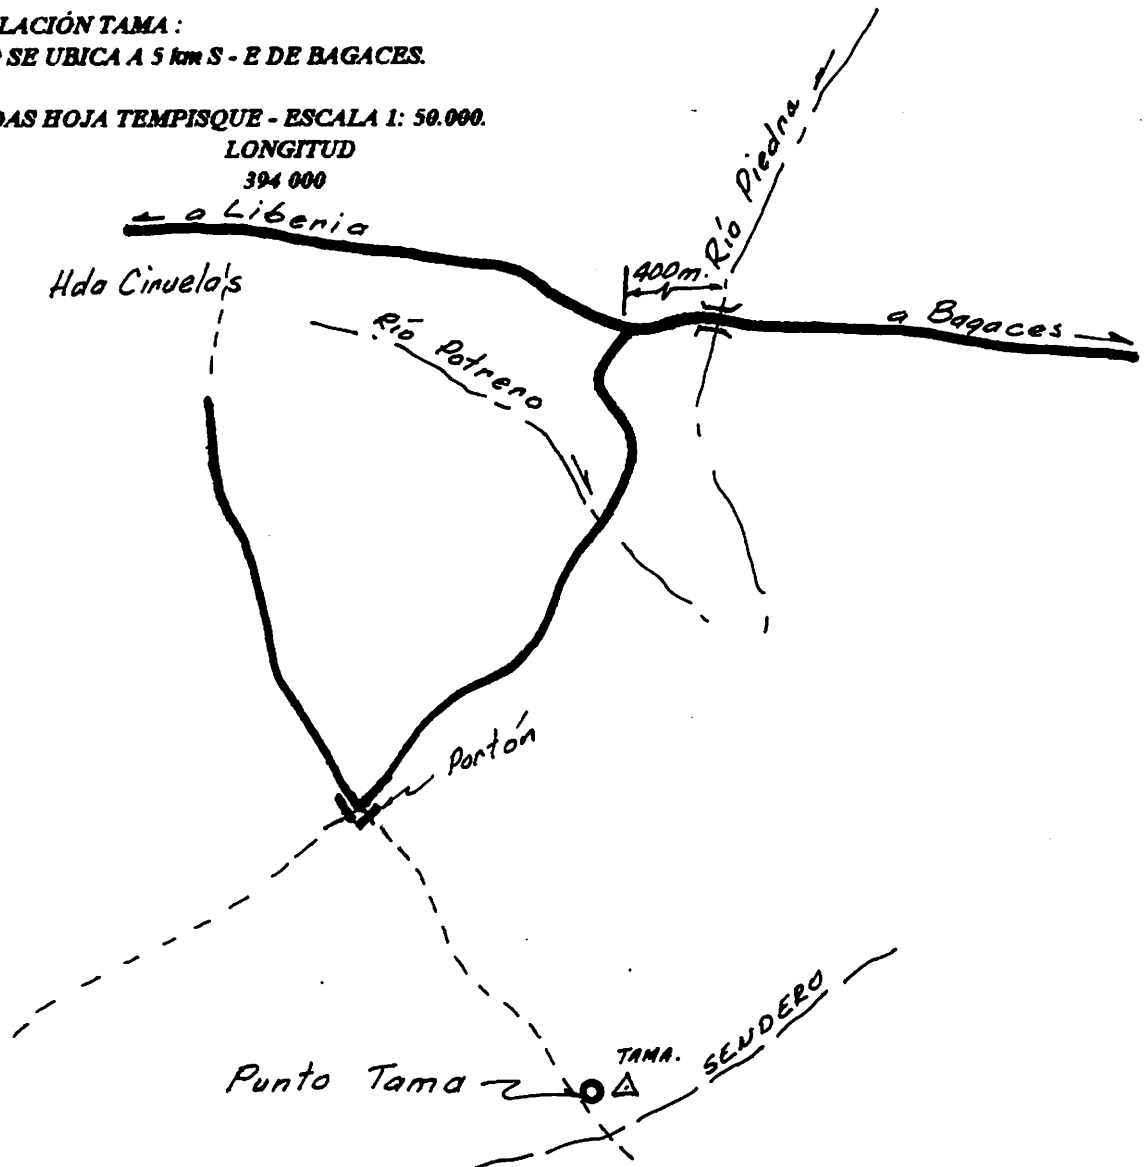 LACIÓN TAMA :
SE UBICA A 5 km S - E DE BAGACES.
DAS HOJA TEMPISQUE - ESCALA 1: 50.000.
LONGITUD
394 000
a Liberia
Río Piedra
Hda Ciruelas
400m.
a Bagaces
Río Potrero
Portón
SENDERO
TAMA.
Punto Tama